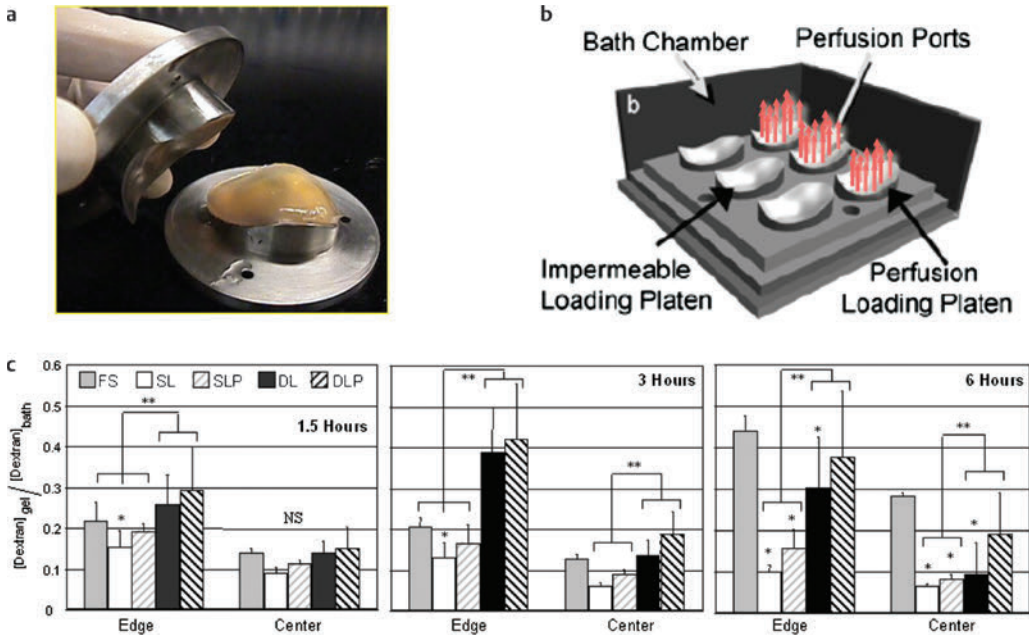 a
b
Bath Chamber
Perfusion Ports
b
Impermeable
Loading Platen
Perfusion
Loading Platen
c
[Dextran]gel / [Dextran]bath
0.6
0.5
0.4
0.3
0.2
0.1
0
FS SL SLP DL DLP
1.5 Hours
**
*
NS
Edge Center
3 Hours
**
*
**
Edge Center
6 Hours
**
*
*
*
?
**
*
*
*
Edge Center